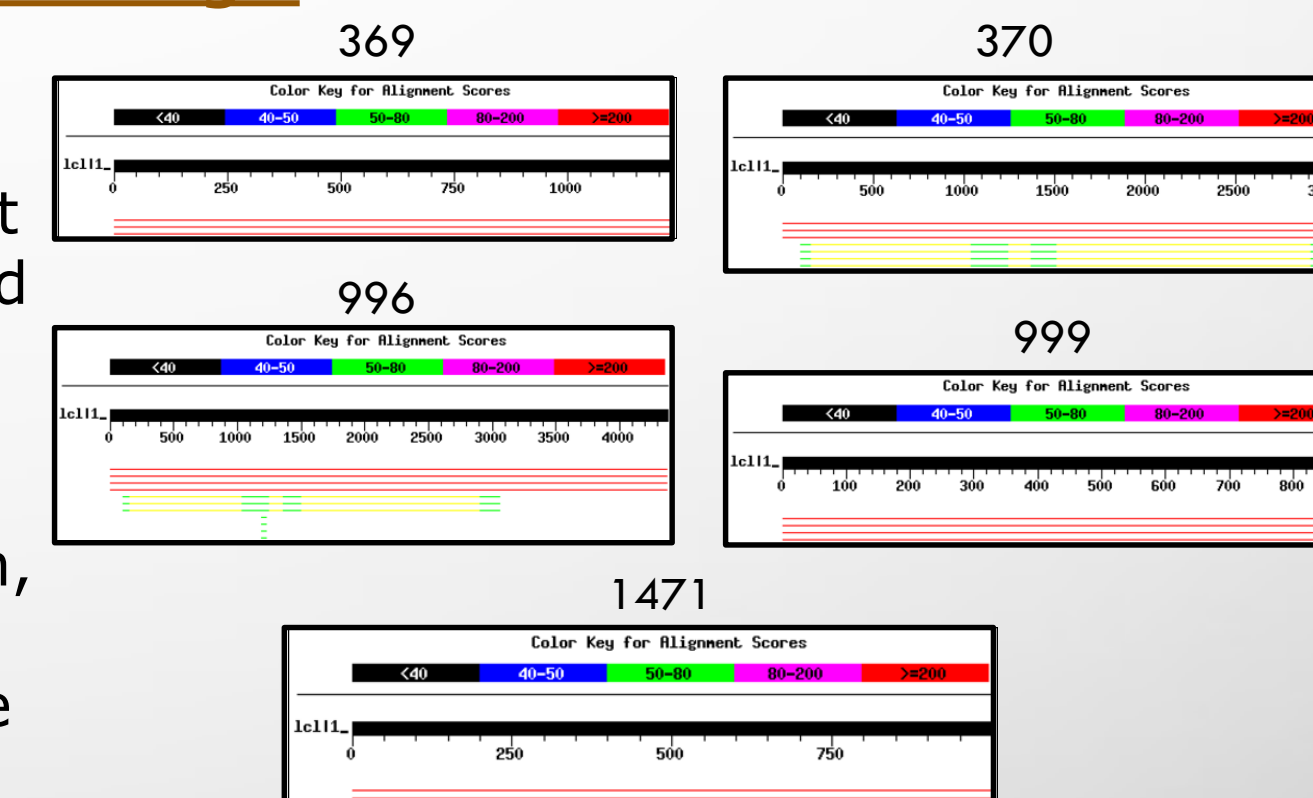 369
Color Key for Alignment Scores
<40 40-50 50-80 80-200 >=200
lcl|1_
0 250 500 750 1000
370
Color Key for Alignment Scores
<40 40-50 50-80 80-200 >=200
lcl|1_
0 500 1000 1500 2000 2500 3
t
d
996
Color Key for Alignment Scores
<40 40-50 50-80 80-200 >=200
lcl|1_
0 500 1000 1500 2000 2500 3000 3500 4000
999
Color Key for Alignment Scores
<40 40-50 50-80 80-200 >=200
lcl|1_
0 100 200 300 400 500 600 700 800
,
e
1471
Color Key for Alignment Scores
<40 40-50 50-80 80-200 >=200
lcl|1_
0 250 500 750